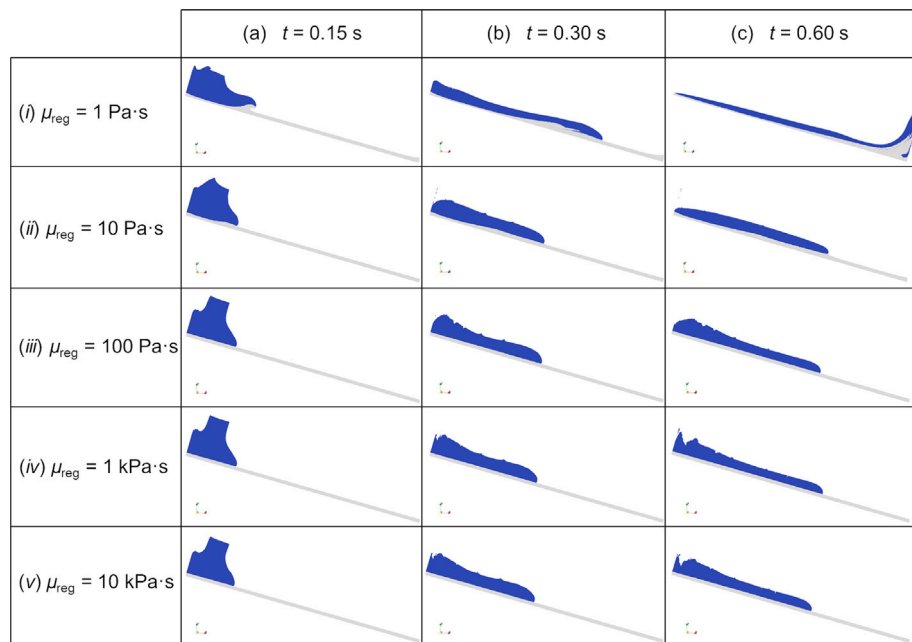 (a) t = 0.15 s (b) t = 0.30 s (c) t = 0.60 s
(i) μreg = 1 Pa·s
(ii) μreg = 10 Pa·s
(iii) μreg = 100 Pa·s
(iv) μreg = 1 kPa·s
(v) μreg = 10 kPa·s